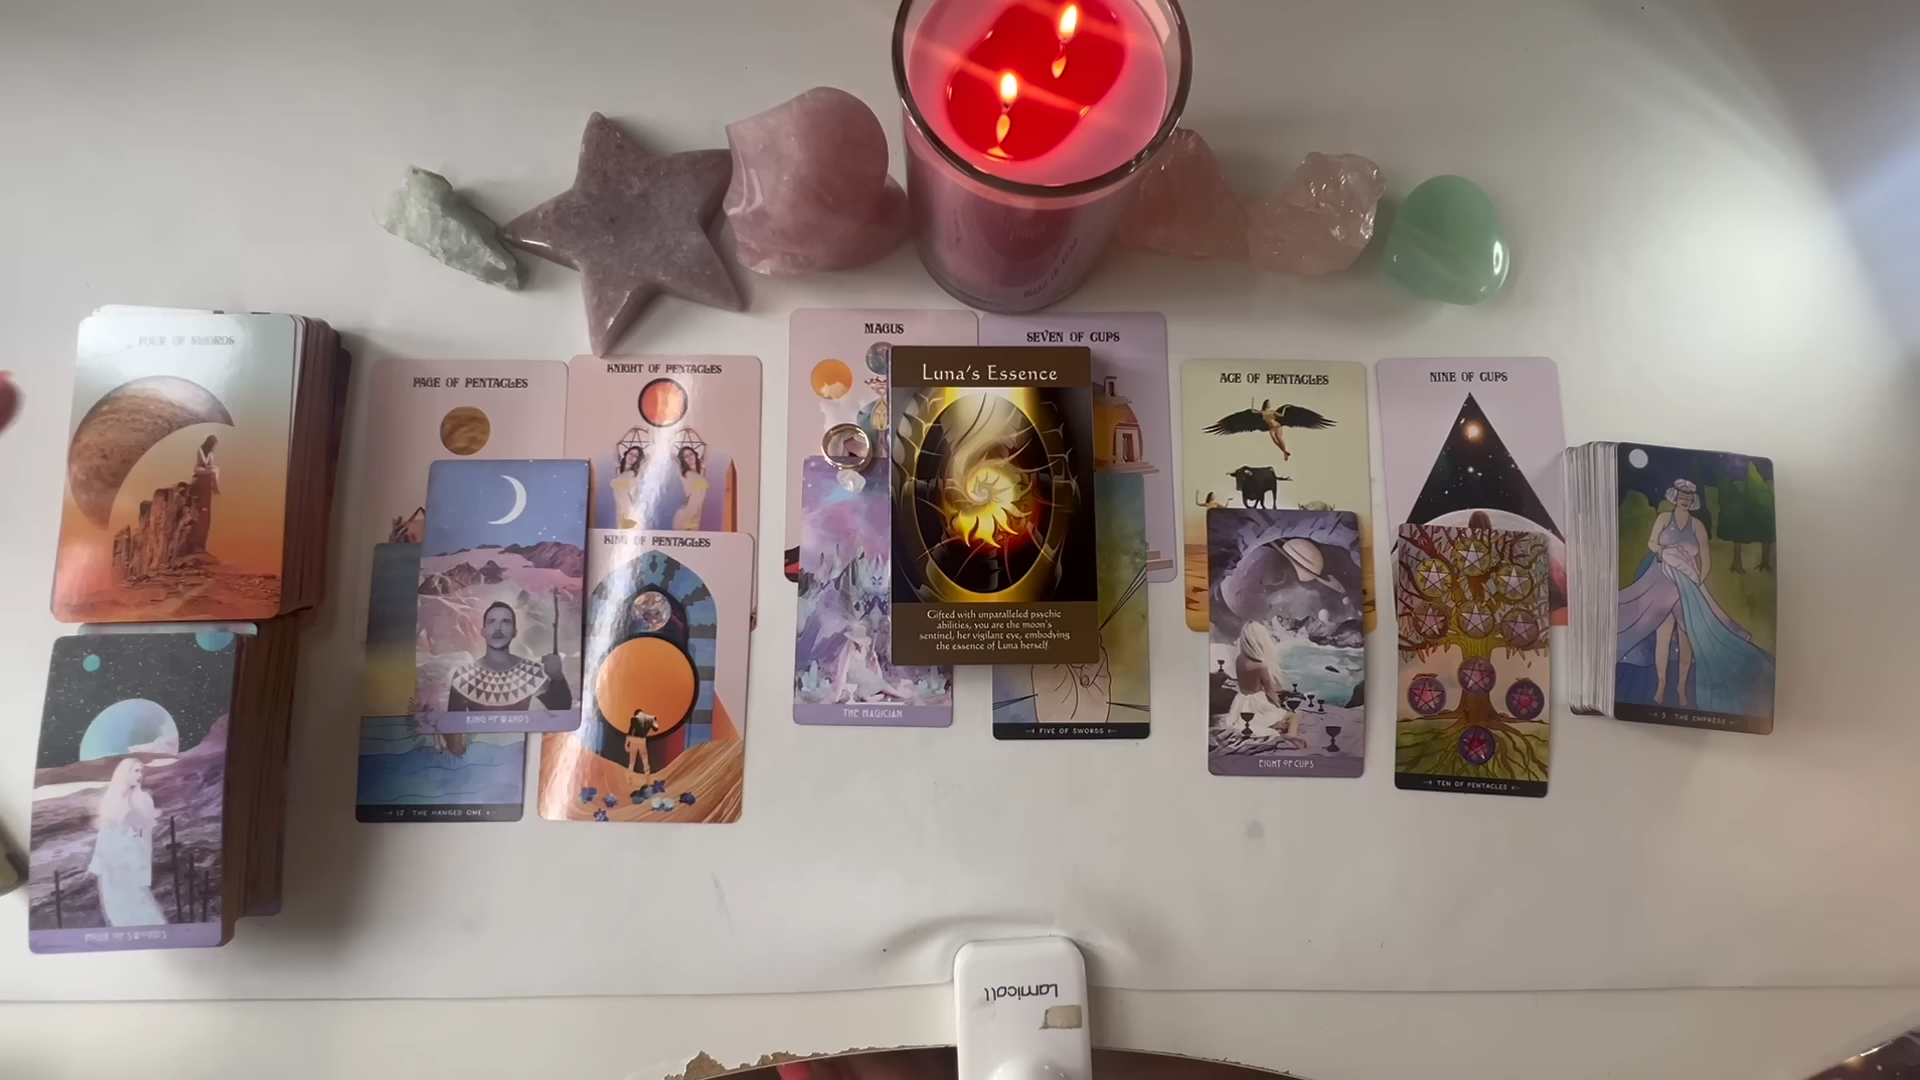 FOUR OF SWORDS
PAGE OF PENTACLES
KNIGHT OF PENTACLES
MAGUS
SEVEN OF CUPS
AGE OF PENTACLES
NINE OF CUPS
Luna's Essence
Gifted with unparalleled psychic
abilities, you are the moon's
sentinel, her vigilant eye, embodying
the essence of Luna herself.
KING OF PENTACLES
KING OF WANDS
12 THE HANGED ONE
THE MAGICIAN
FIVE OF SWORDS
EIGHT OF CUPS
TEN OF PENTACLES
3 THE EMPRESS
FOUR OF SWORDS
Lamicall